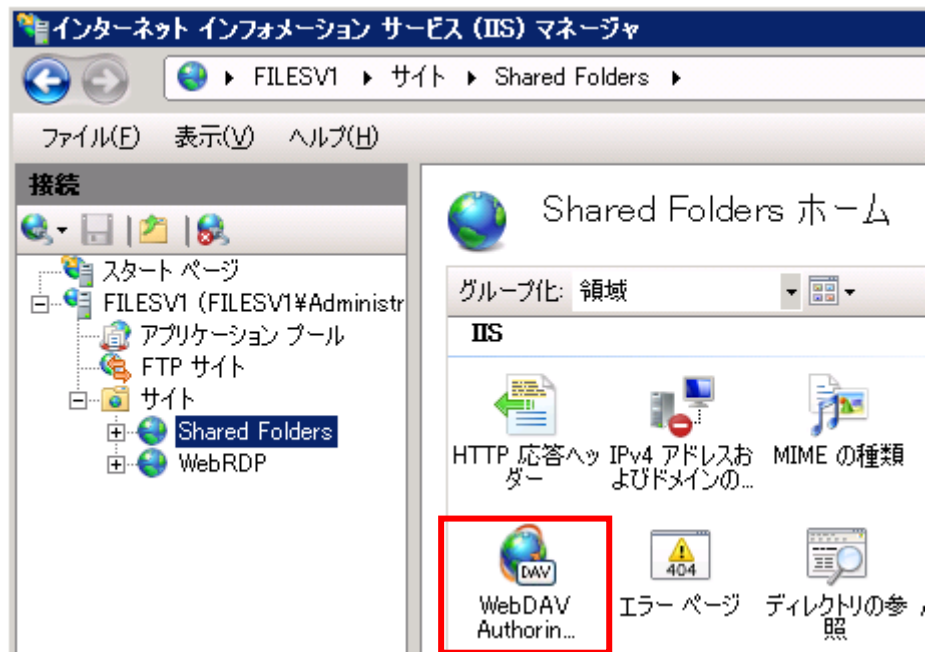 インターネット インフォメーション サービス (IIS) マネージャ
FILESV1 サイト Shared Folders
ファイル(F) 表示(V) ヘルプ(H)
接続
スタート ページ
FILESV1 (FILESV1¥Administr
アプリケーション プール
FTP サイト
サイト
Shared Folders
WebRDP
Shared Folders ホーム
グループ化: 領域
IIS
HTTP 応答ヘッ
ダー
IPv4 アドレスお
よびドメインの...
MIME の種類
DAV
WebDAV
Authorin...
404
エラー ページ
ディレクトリの参
照